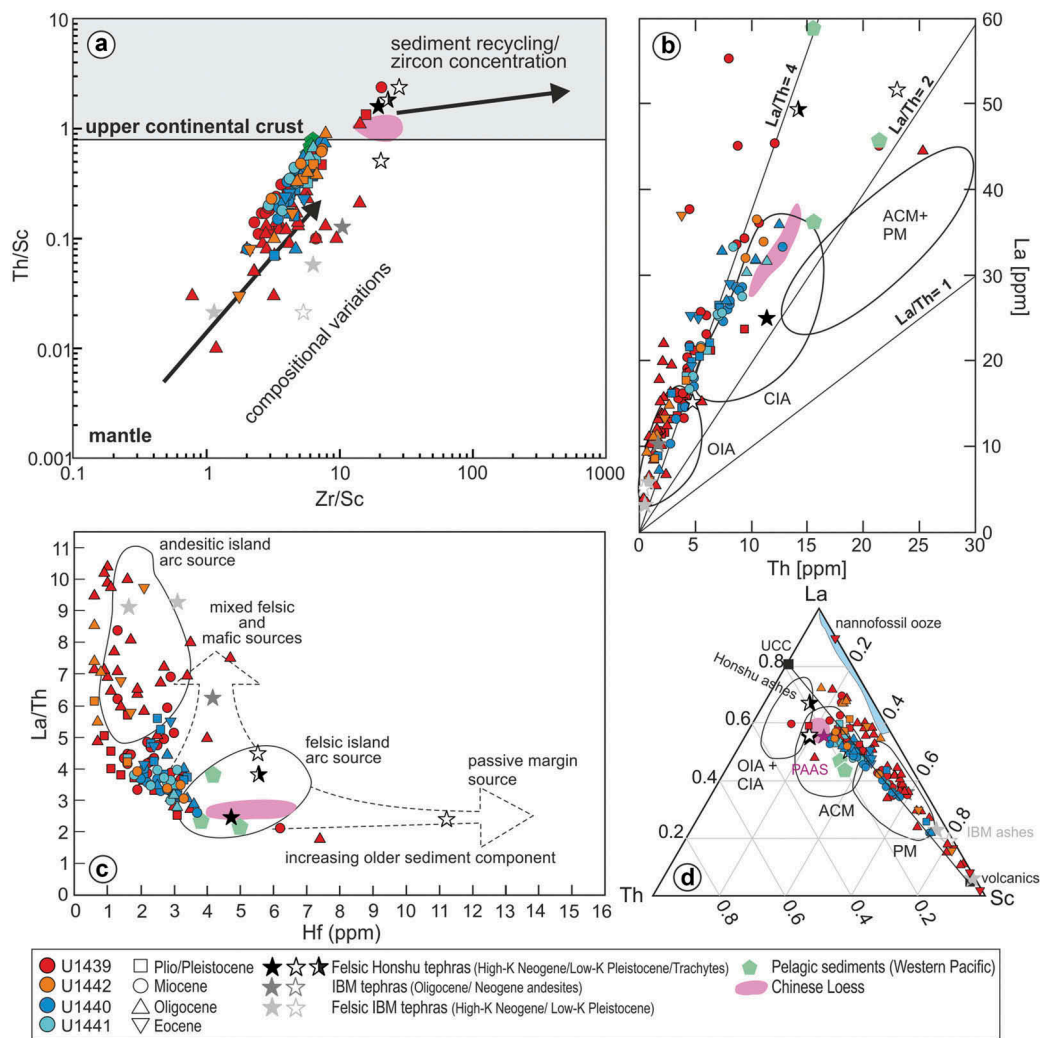 a
sediment recycling/
zircon concentration
upper continental crust
compositional variations
mantle
10
1
0.1
0.01
0.001
Th/Sc
0.1
1
10
100
1000
Zr/Sc
b
La/Th= 4
La/Th= 2
La/Th= 1
ACM+
PM
CIA
OIA
60
50
40
30
20
10
0
La [ppm]
0
5
10
15
20
25
30
Th [ppm]
andesitic island
arc source
mixed felsic
and
mafic sources
felsic island
arc source
passive margin
source
increasing older sediment component
c
11
10
9
8
7
6
5
4
3
2
1
0
La/Th
0 1 2 3 4 5 6 7 8 9 10 11 12 13 14 15 16
Hf (ppm)
La
nannofossil ooze
UCC
0.8
0.2
Honshu ashes
0.6
0.4
OIA +
CIA
PAAS
0.4
0.6
ACM
0.2
PM
0.8
IBM ashes
volcanics
d
Th
Sc
0.8
0.6
0.4
0.2
U1439
U1442
U1440
U1441
Plio/Pleistocene
Miocene
Oligocene
Eocene
Felsic Honshu tephras (High-K Neogene/Low-K Pleistocene/Trachytes)
IBM tephras (Oligocene/ Neogene andesites)
Felsic IBM tephras (High-K Neogene/ Low-K Pleistocene)
Pelagic sediments (Western Pacific)
Chinese Loess